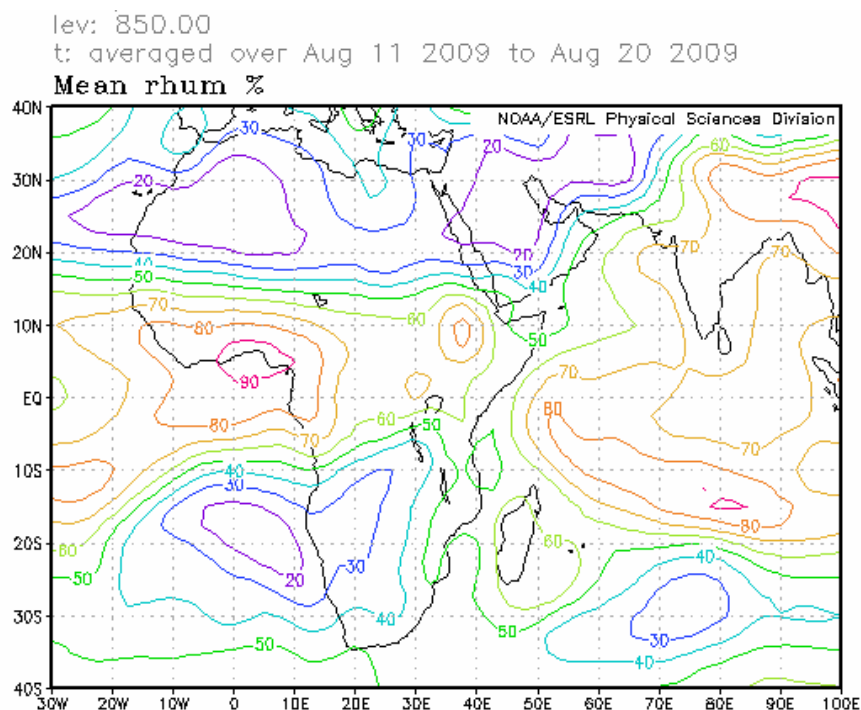 lev: 850.00
t: averaged over Aug 11 2009 to Aug 20 2009
Mean rhum %
NOAA/ESRL Physical Sciences Division
40N
30 30 20 60
30N 20
20N 20 70
40 30
50 40
70 60
10N 80 50
90 70
EQ
80 60 50 80
70 70
10S 40
30
20S 60 60 80
50 20 30 40
30S 40 50
50 30 40
40S
30W 20W 10W 0 10E 20E 30E 40E 50E 60E 70E 80E 90E 100E